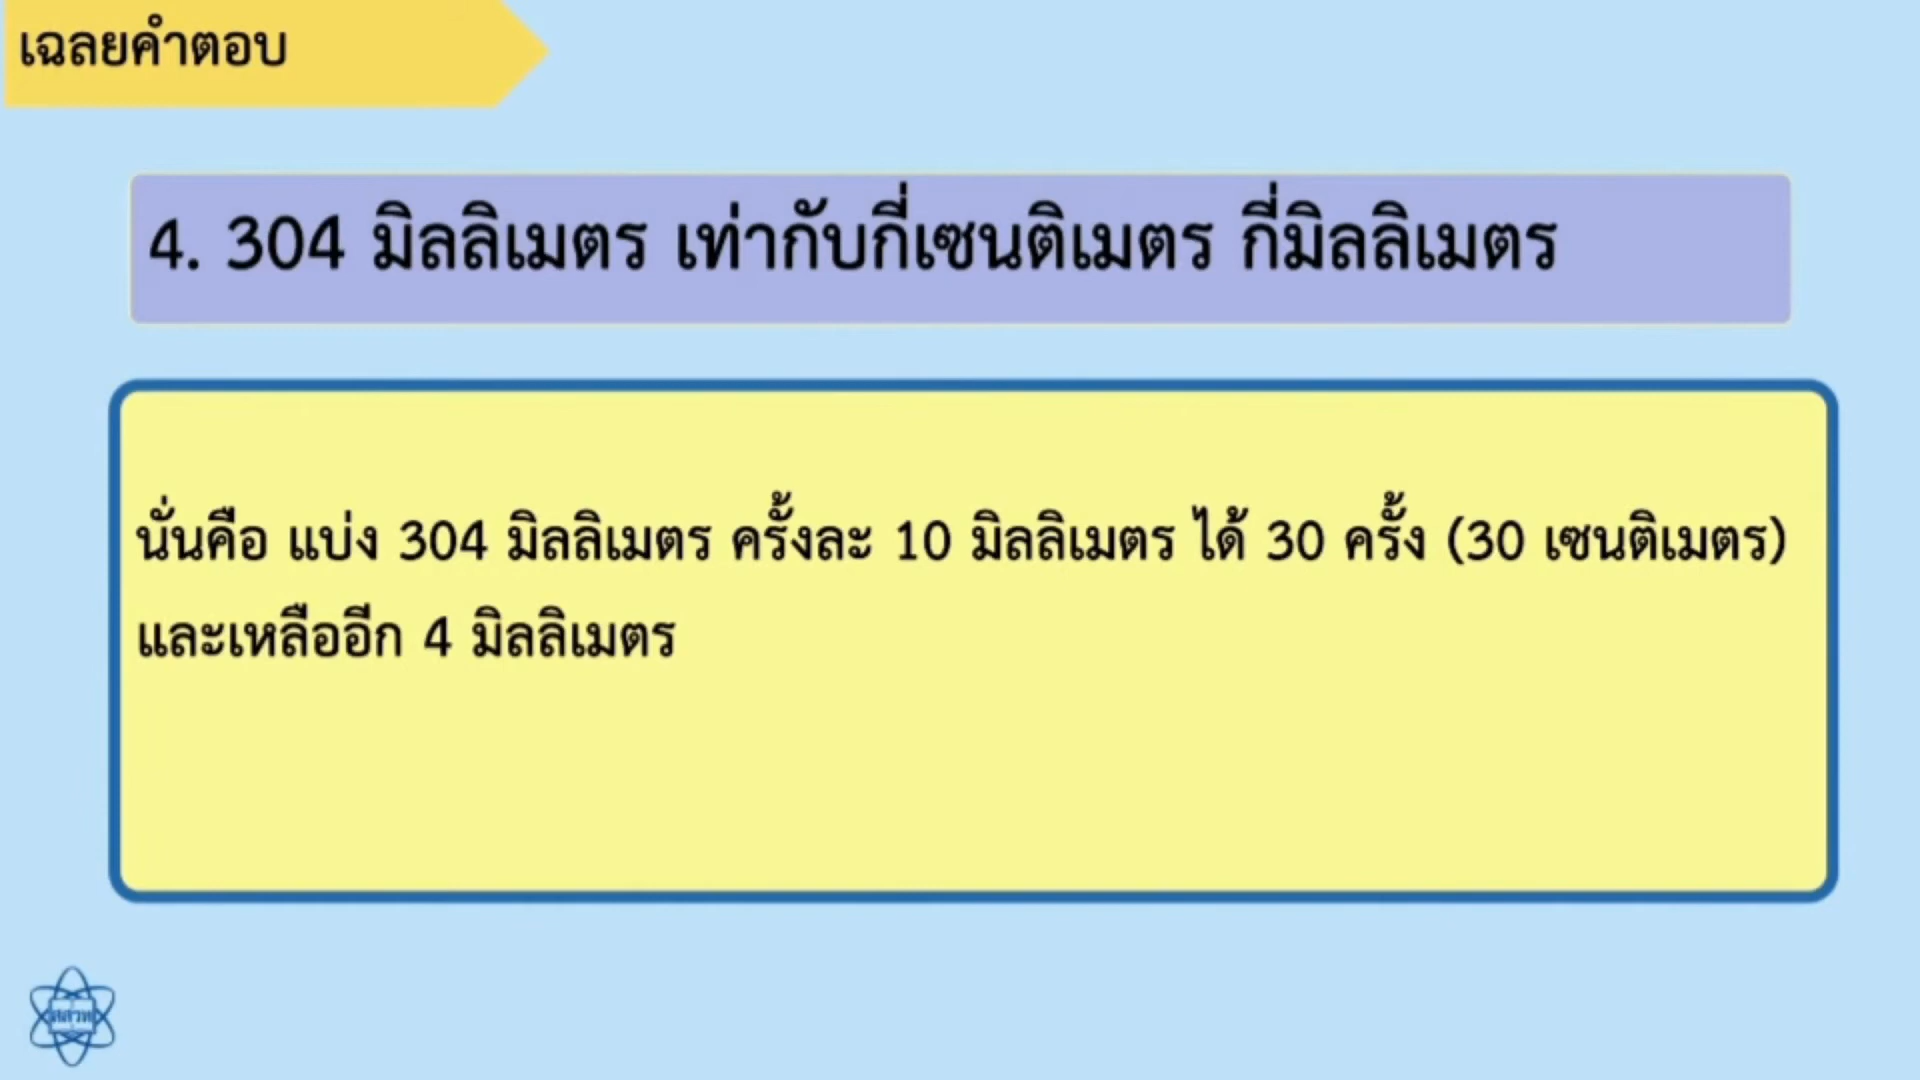 เฉลยคำตอบ
4. 304 มิลลิเมตร เท่ากับกี่เซนติเมตร กี่มิลลิเมตร
นั่นคือ แบ่ง 304 มิลลิเมตร ครั้งละ 10 มิลลิเมตร ได้ 30 ครั้ง (30 เซนติเมตร)
และเหลืออีก 4 มิลลิเมตร
สสวท